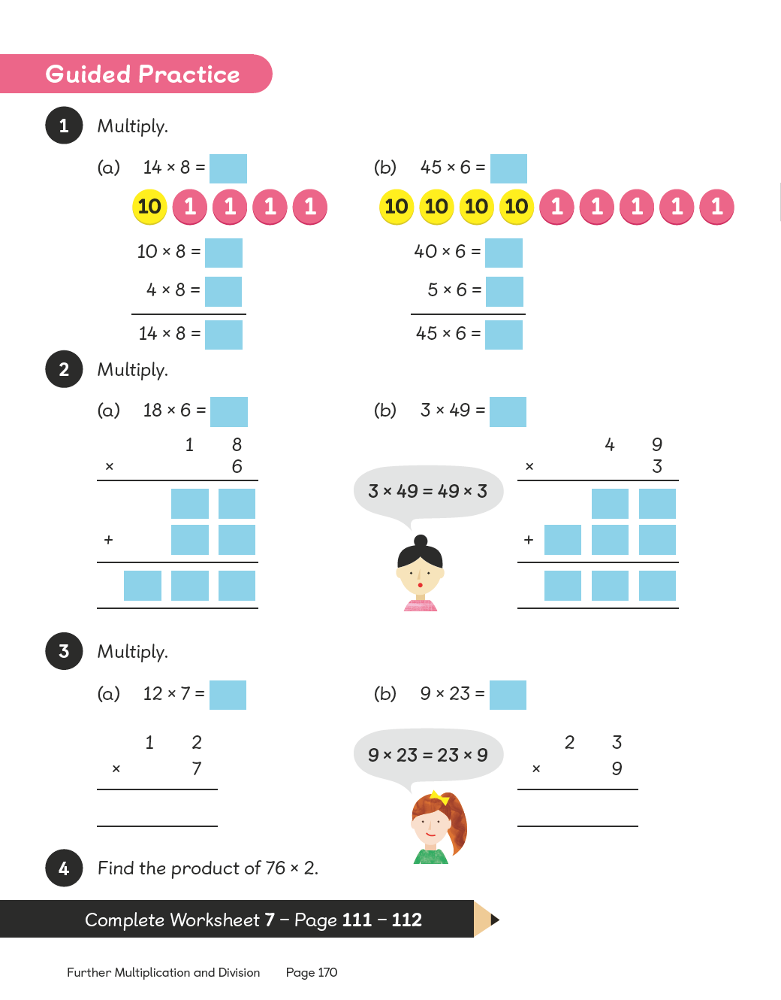 Guided Practice
1 Multiply.
(a) 14 × 8 =
10 1 1 1 1
10 × 8 =
4 × 8 =
14 × 8 =
(b) 45 × 6 =
10 10 10 10 1 1 1 1 1
40 × 6 =
5 × 6 =
45 × 6 =
2 Multiply.
(a) 18 × 6 =
1 8
× 6
+
(b) 3 × 49 =
3 × 49 = 49 × 3
4 9
× 3
+
3 Multiply.
(a) 12 × 7 =
1 2
× 7
(b) 9 × 23 =
9 × 23 = 23 × 9
2 3
× 9
4 Find the product of 76 × 2.
Complete Worksheet 7 – Page 111 – 112
Further Multiplication and Division Page 170